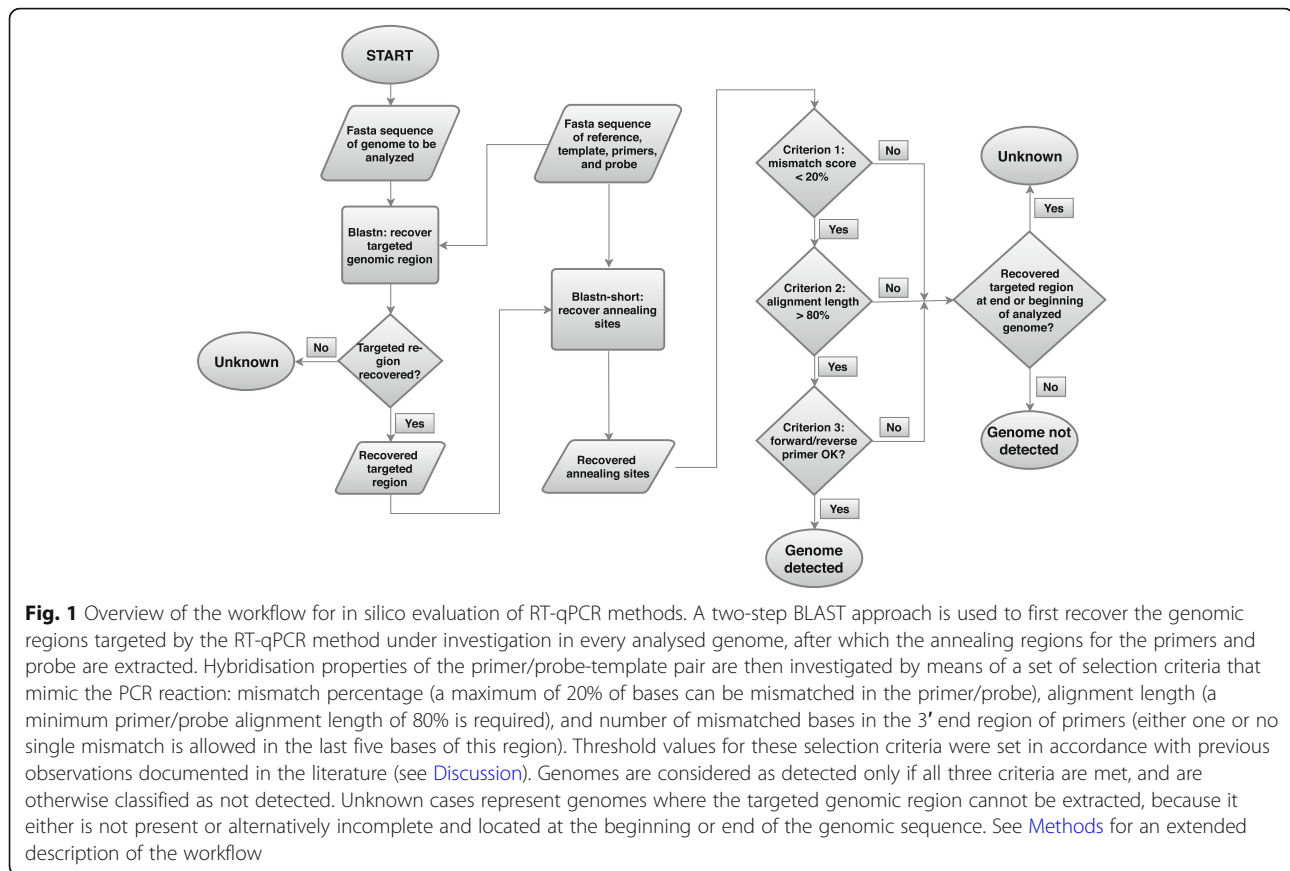 START
Fasta sequence
of genome to be
analyzed
Fasta sequence
of reference,
template, primers,
and probe
Blastn: recover
targeted
genomic region
Blastn-short:
recover annealing
sites
Targeted re-
gion
recovered?
No
Unknown
Yes
Recovered
targeted
region
Recovered
annealing sites
Criterion 1:
mismatch score
< 20%
No
Yes
Criterion 2:
alignment length
> 80%
No
Yes
Criterion 3:
forward/reverse
primer OK?
No
Yes
Genome
detected
Unknown
Yes
Recovered
targeted region
at end or beginning
of analyzed
genome?
No
Genome not
detected
Fig. 1 Overview of the workflow for in silico evaluation of RT-qPCR methods. A two-step BLAST approach is used to first recover the genomic
regions targeted by the RT-qPCR method under investigation in every analysed genome, after which the annealing regions for the primers and
probe are extracted. Hybridisation properties of the primer/probe-template pair are then investigated by means of a set of selection criteria that
mimic the PCR reaction: mismatch percentage (a maximum of 20% of bases can be mismatched in the primer/probe), alignment length (a
minimum primer/probe alignment length of 80% is required), and number of mismatched bases in the 3′ end region of primers (either one or no
single mismatch is allowed in the last five bases of this region). Threshold values for these selection criteria were set in accordance with previous
observations documented in the literature (see Discussion). Genomes are considered as detected only if all three criteria are met, and are
otherwise classified as not detected. Unknown cases represent genomes where the targeted genomic region cannot be extracted, because it
either is not present or alternatively incomplete and located at the beginning or end of the genomic sequence. See Methods for an extended
description of the workflow